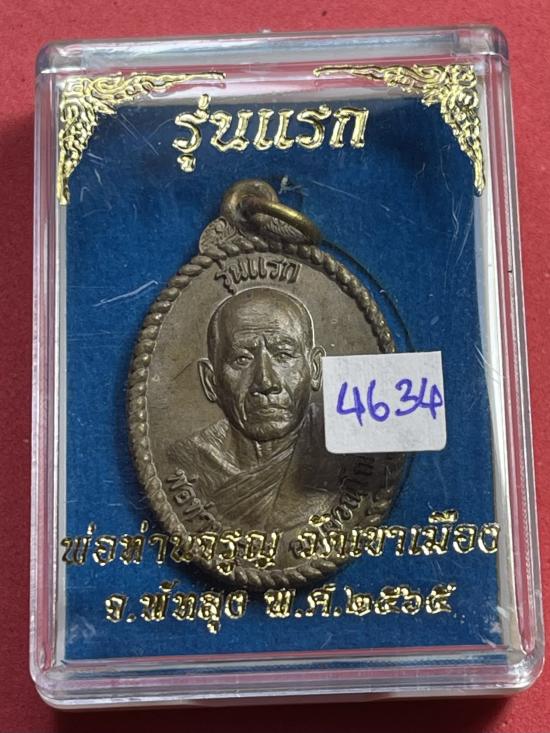 รุ่นแรก
รุ่นแรก
4634
พ่อท่านจรูญ วัดเขาเมือง
จ.พัทลุง พ.ศ.๒๕๖๕